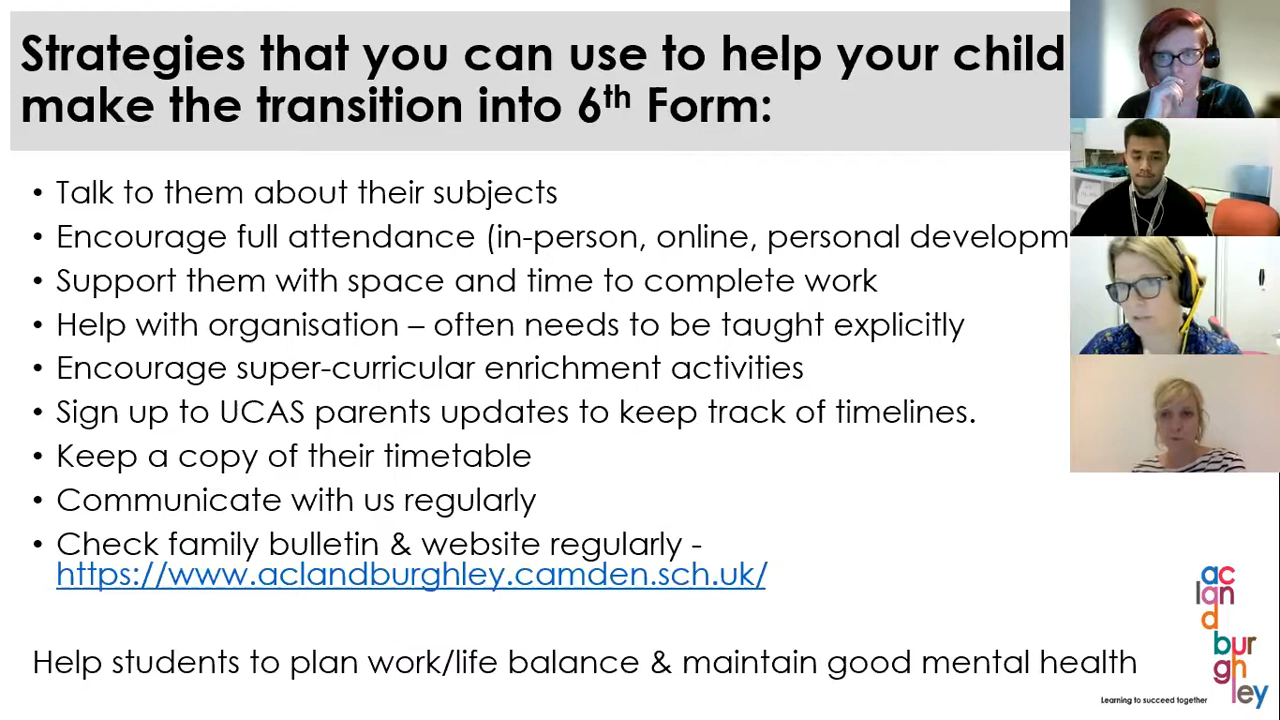 Strategies that you can use to help your child
make the transition into 6th Form:
• Talk to them about their subjects
• Encourage full attendance (in-person, online, personal developm
• Support them with space and time to complete work
• Help with organisation – often needs to be taught explicitly
• Encourage super-curricular enrichment activities
• Sign up to UCAS parents updates to keep track of timelines.
• Keep a copy of their timetable
• Communicate with us regularly
• Check family bulletin & website regularly -
https://www.aclandburghley.camden.sch.uk/
Help students to plan work/life balance & maintain good mental health
ac
lan
d
bur
gh
ley
Learning to succeed together